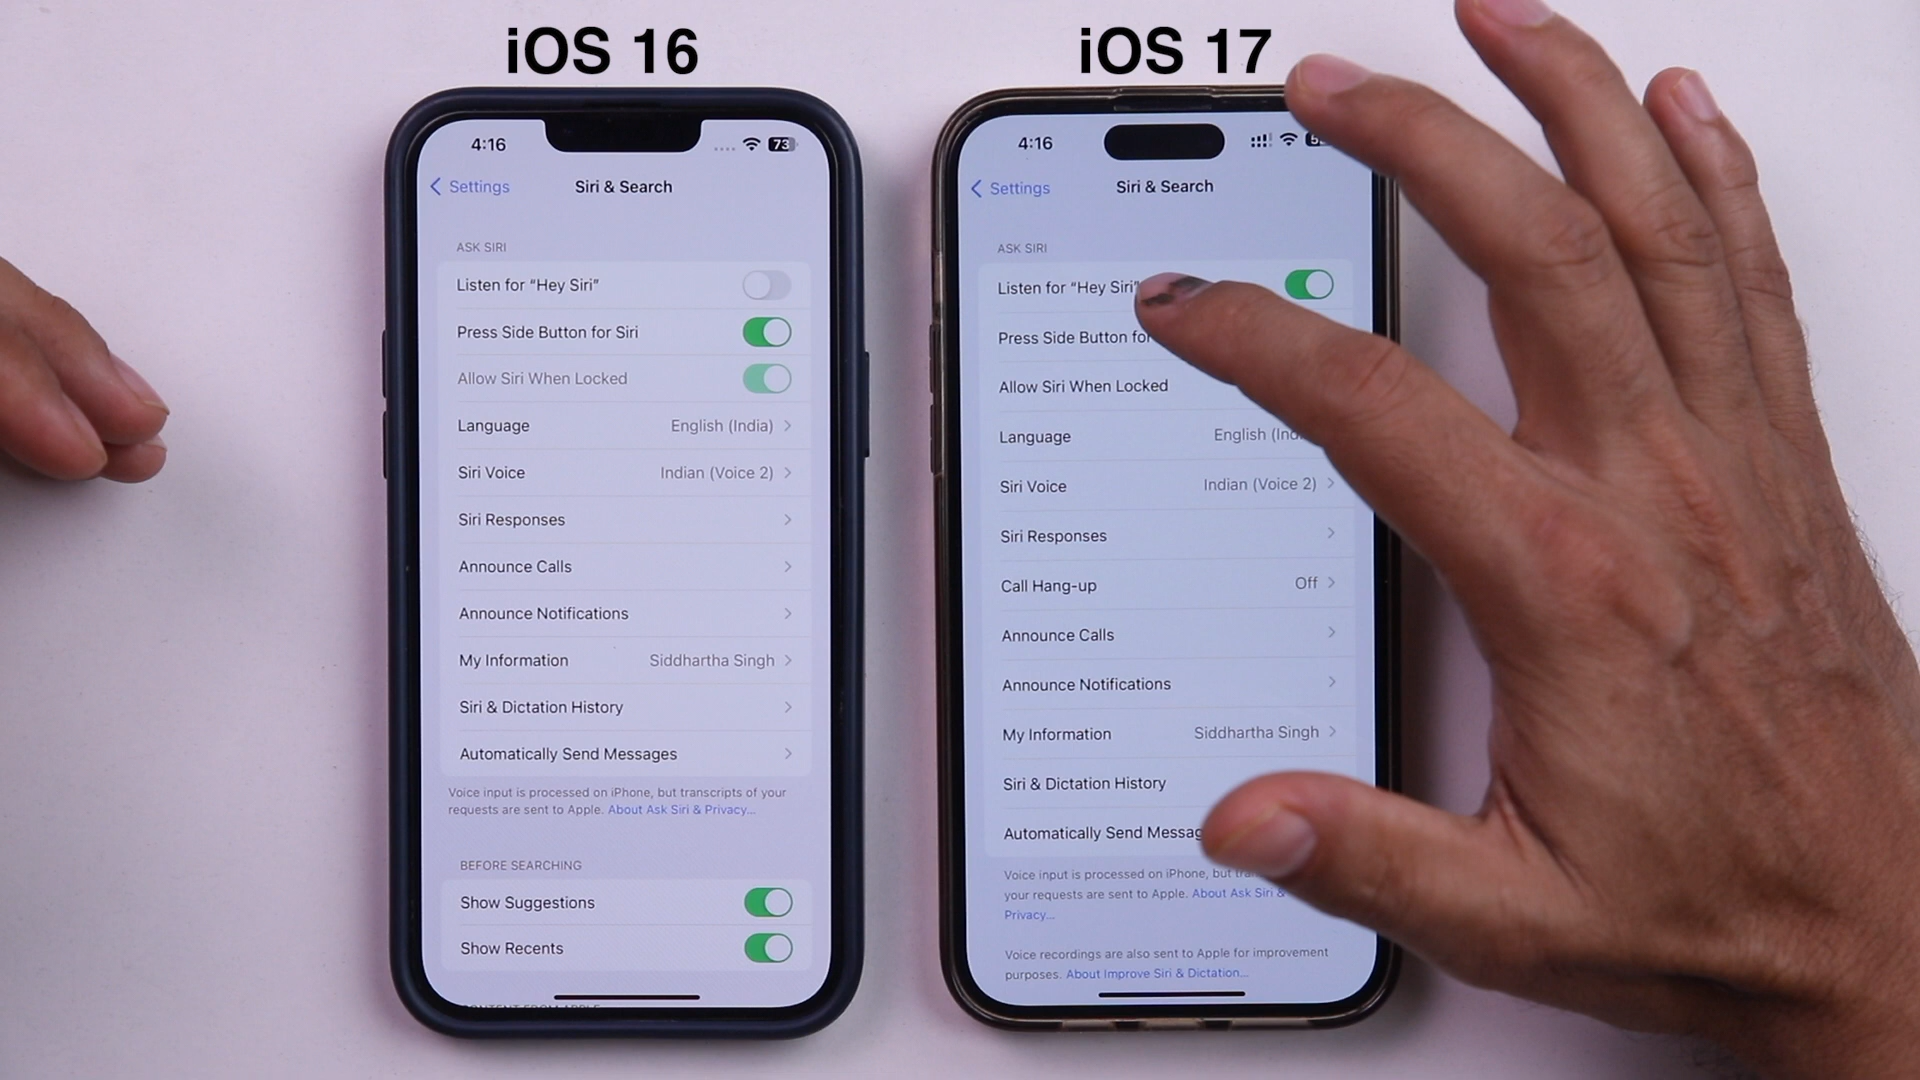 iOS 16
4:16
73
Settings
Siri & Search
ASK SIRI
Listen for “Hey Siri”
Press Side Button for Siri
Allow Siri When Locked
Language English (India)
Siri Voice Indian (Voice 2)
Siri Responses
Announce Calls
Announce Notifications
My Information Siddhartha Singh
Siri & Dictation History
Automatically Send Messages
Voice input is processed on iPhone, but transcripts of your
requests are sent to Apple. About Ask Siri & Privacy...
BEFORE SEARCHING
Show Suggestions
Show Recents
CONTENT FROM APPLE
iOS 17
4:16
Settings
Siri & Search
ASK SIRI
Listen for “Hey Siri”
Press Side Button for
Allow Siri When Locked
Language English
Siri Voice Indian (Voice 2)
Siri Responses
Call Hang-up Off
Announce Calls
Announce Notifications
My Information Siddhartha Singh
Siri & Dictation History
Automatically Send
Voice input is processed on iPhone, but
your requests are sent to Apple. About Ask Siri &
Privacy...
Voice recordings are also sent to Apple for improvement
purposes. About Improve Siri & Dictation...